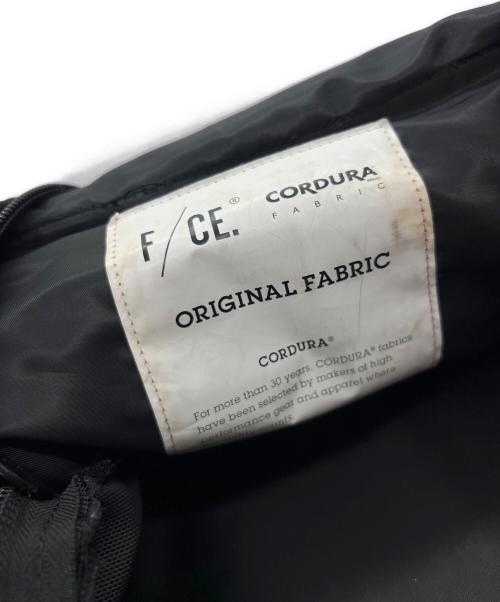 F/CE.®
CORDURA
FABRIC
ORIGINAL FABRIC
CORDURA®
For more than 30 years. CORDURA® fabrics
have been selected by makers of high
performance gear and apparel where